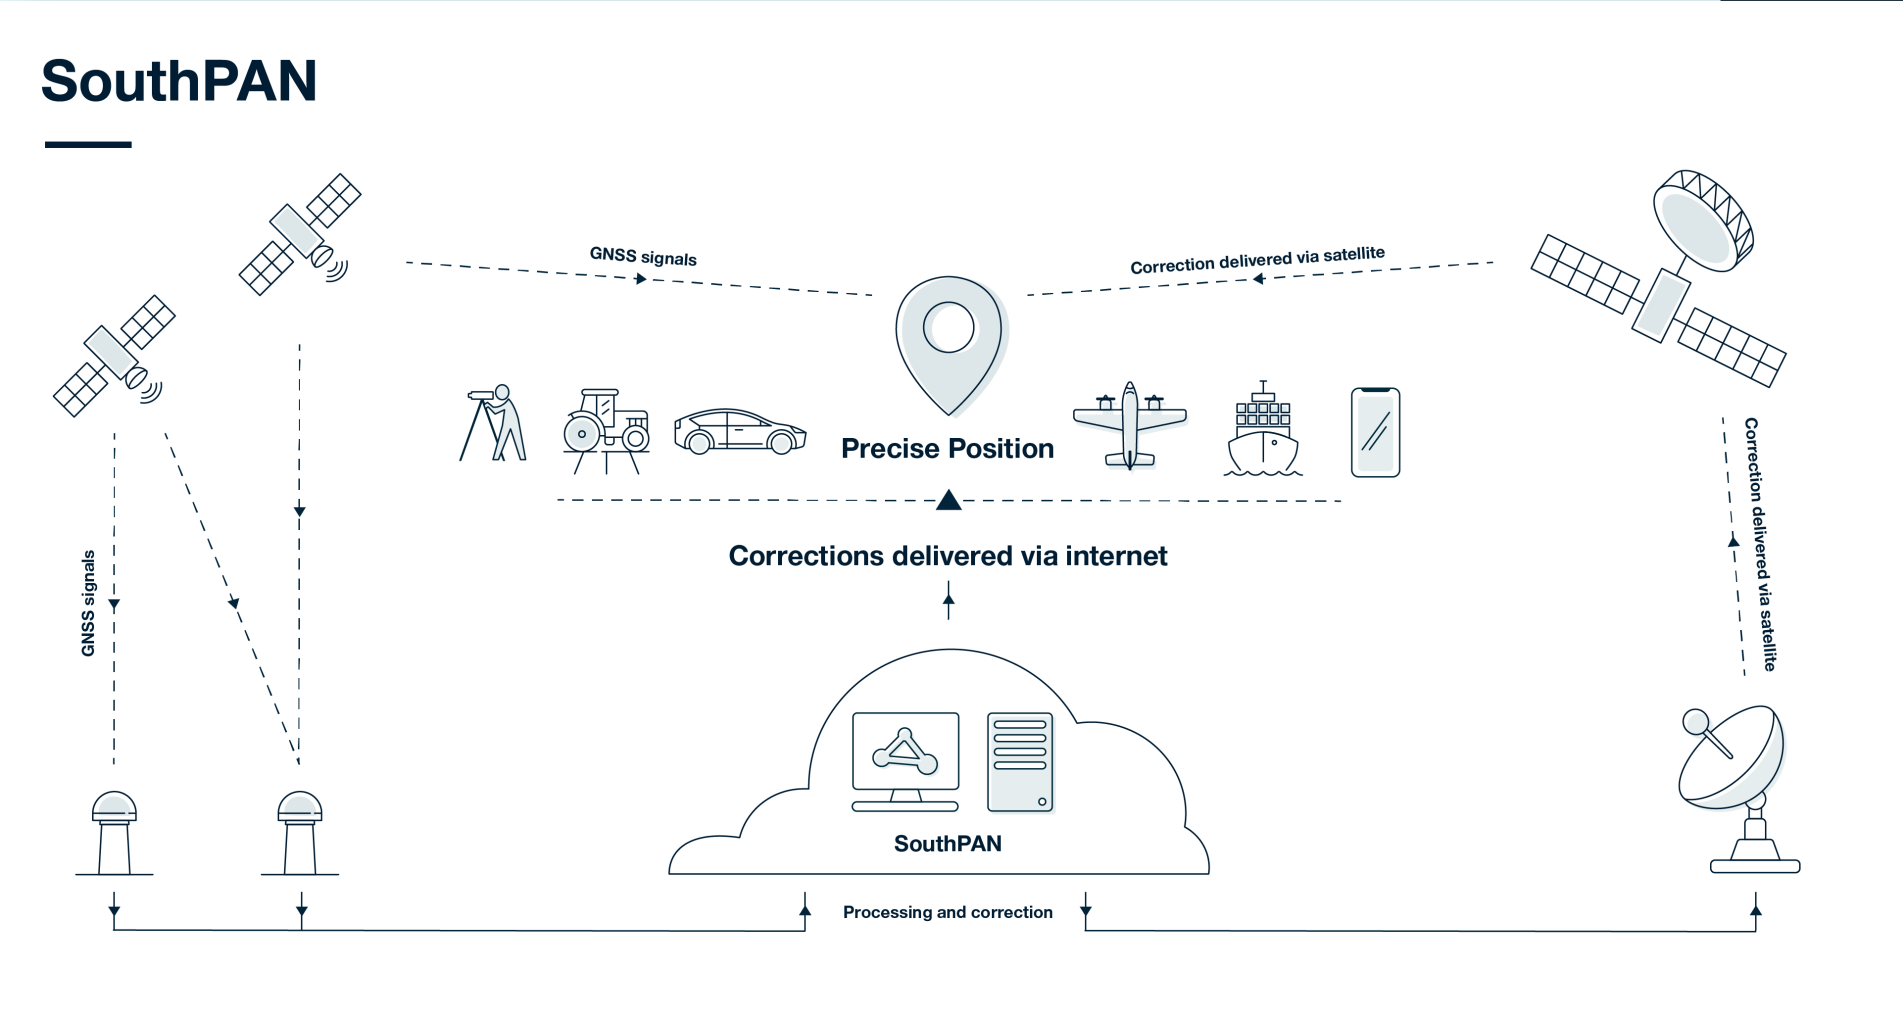 SouthPAN
GNSS signals
Correction delivered via satellite
Precise Position
Corrections delivered via internet
GNSS signals
Correction delivered via satellite
SouthPAN
Processing and correction